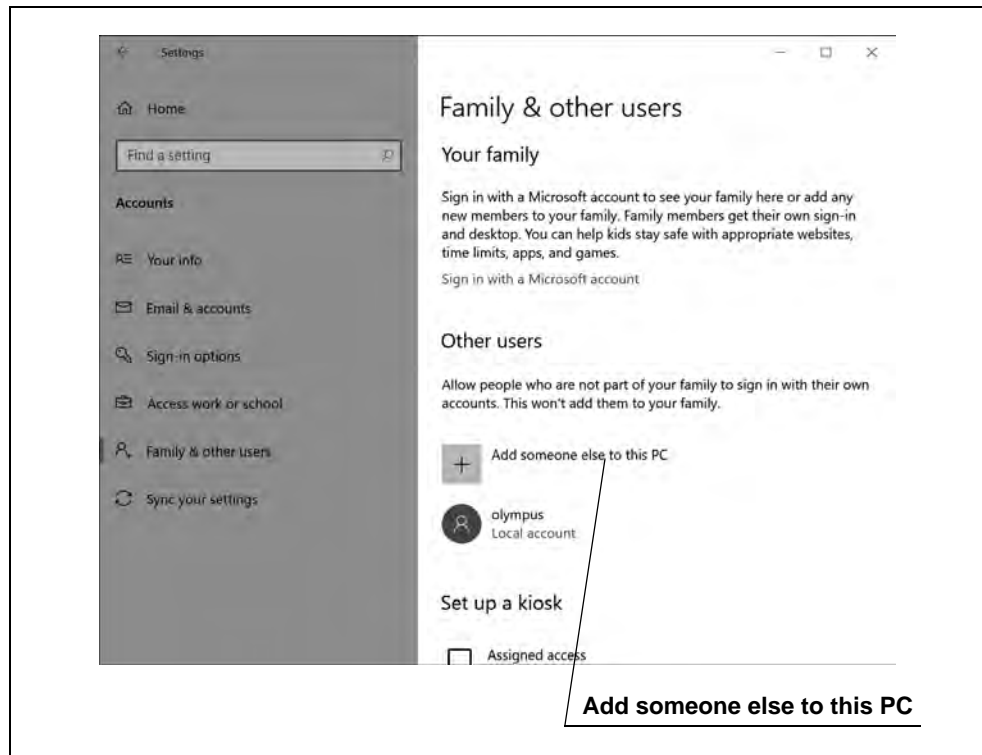 Settings
Home
Find a setting
Accounts
Your info
Email & accounts
Sign-in options
Access work or school
Family & other users
Sync your settings
Family & other users
Your family
Sign in with a Microsoft account to see your family here or add any
new members to your family. Family members get their own sign-in
and desktop. You can help kids stay safe with appropriate websites,
time limits, apps, and games.
Sign in with a Microsoft account
Other users
Allow people who are not part of your family to sign in with their own
accounts. This won't add them to your family.
Add someone else to this PC
olympus
Local account
Set up a kiosk
Assigned access
Add someone else to this PC